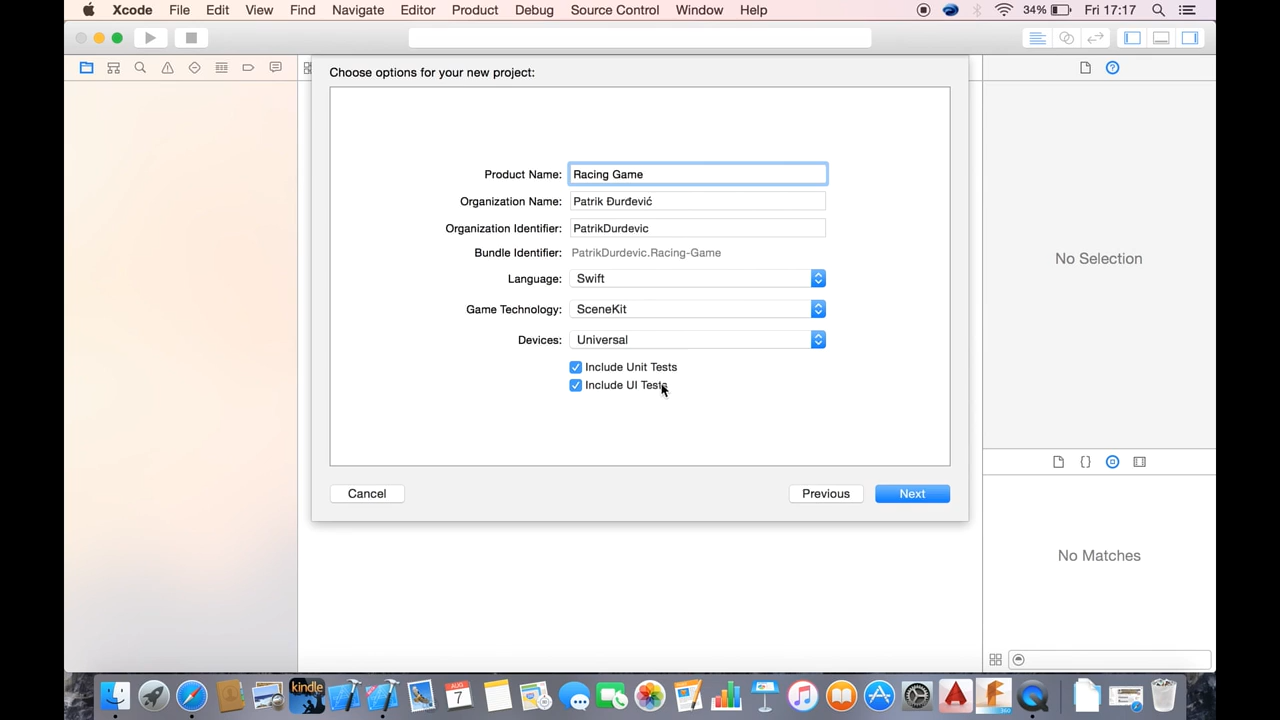 Xcode File Edit View Find Navigate Editor Product Debug Source Control Window Help 34% Fri 17:17
Choose options for your new project:
Product Name: Racing Game
Organization Name: Patrik Đurđević
Organization Identifier: PatrikDurdevic
Bundle Identifier: PatrikDurdevic.Racing-Game
Language: Swift
Game Technology: SceneKit
Devices: Universal
Include Unit Tests
Include UI Tests
Cancel Previous Next
No Selection
{}
No Matches
kindle
AUG
7
A
360